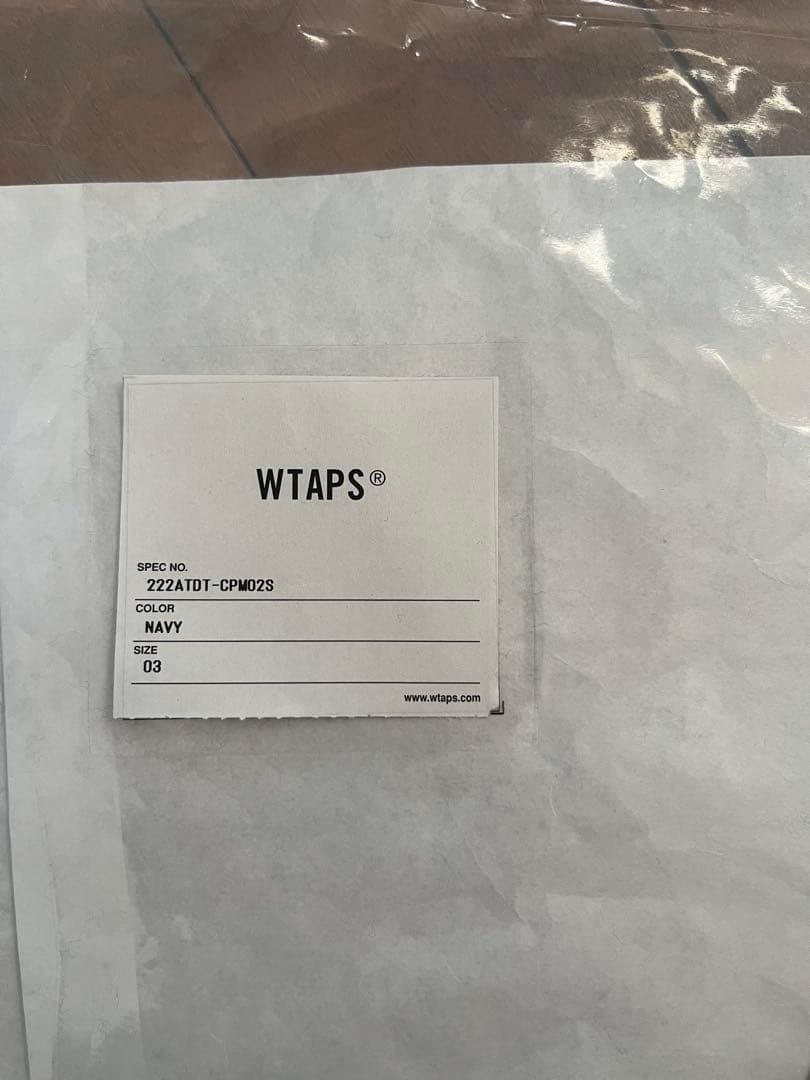 WTAPS®
SPEC NO.
222ATDT-CPM02S
COLOR
NAVY
SIZE
03
www.wtaps.com